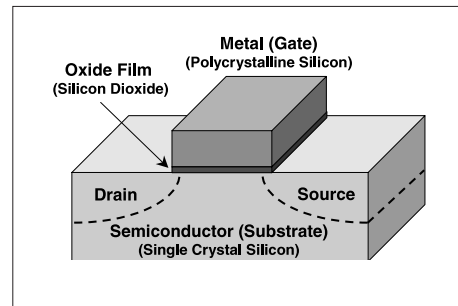 Metal (Gate)
(Polycrystalline Silicon)
Oxide Film
(Silicon Dioxide)
Drain
Source
Semiconductor (Substrate)
(Single Crystal Silicon)